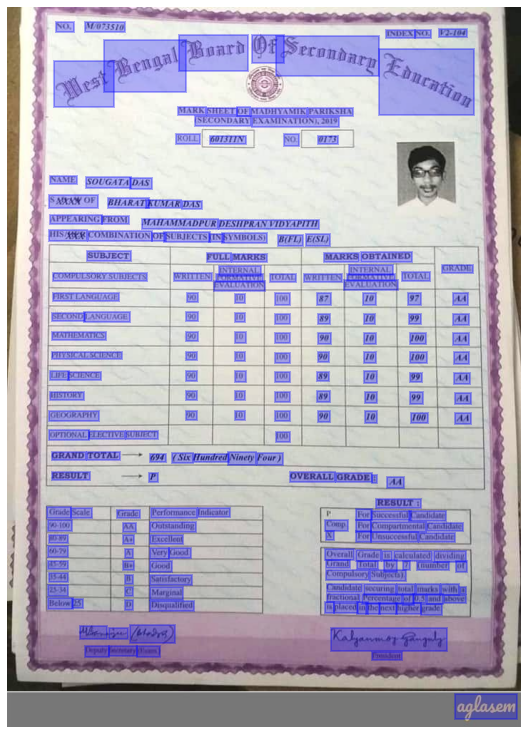 NO. M/073510
INDEX NO. V2-104
West Bengal Board Of Secondary Education
MARK SHEET OF MADHYAMIK PARIKSHA
(SECONDARY EXAMINATION), 2019
ROLL 601311N NO. 0173
NAME SOUGATA DAS
OF BHARAT KUMAR DAS
APPEARING FROM MAHAMMADPUR DESHPRAN VIDYAPITH
HIS COMBINATION OF SUBJECTS (IN SYMBOLS) B(FL) E(SL)
SUBJECT FULL MARKS MARKS OBTAINED GRADE
COMPULSORY SUBJECTS WRITTEN INTERNAL FORMATIVE EVALUATION TOTAL WRITTEN INTERNAL FORMATIVE EVALUATION TOTAL
FIRST LANGUAGE 90 10 100 87 10 97 AA
SECOND LANGUAGE 90 10 100 89 10 99 AA
MATHEMATICS 90 10 100 90 10 100 AA
PHYSICAL SCIENCE 90 10 100 90 10 100 AA
LIFE SCIENCE 90 10 100 89 10 99 AA
HISTORY 90 10 100 89 10 99 AA
GEOGRAPHY 90 10 100 90 10 100 AA
OPTIONAL ELECTIVE SUBJECT 100
GRAND TOTAL → 694 ( Six Hundred Ninety Four )
RESULT → P OVERALL GRADE : AA
Grade Scale Grade Performance Indicator
90-100 AA Outstanding
80-89 A+ Excellent
60-79 A Very Good
45-59 B+ Good
35-44 B Satisfactory
25-34 C Marginal
Below 25 D Disqualified
RESULT :
P For Successful Candidate
Comp. For Compartmental Candidate
X For Unsuccessful Candidate
Overall Grade is calculated dividing
Grand Total by 7 (number of
Compulsory Subjects).
Candidate securing total marks with a
fractional Percentage of 0.5 and above
is placed in the next higher grade.
Deputy Secretary (Exam)
Kalyanmoy Ganguly
President
aglasem